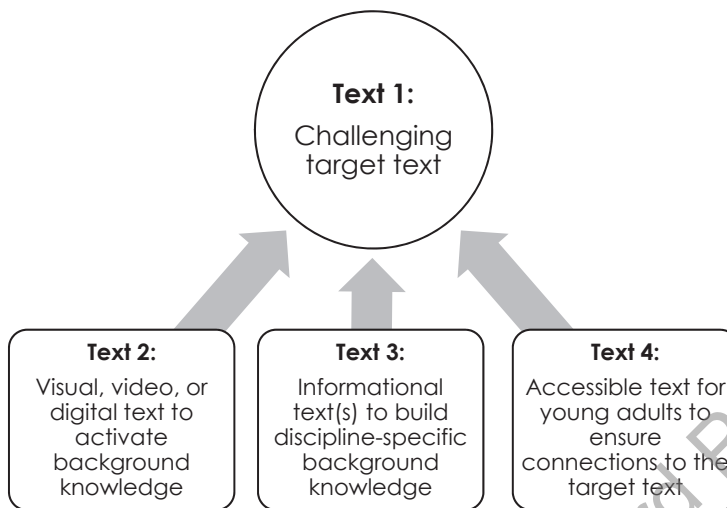 Text 1:
Challenging
target text
Text 2:
Visual, video, or
digital text to
activate
background
knowledge
Text 3:
Informational
text(s) to build
discipline-specific
background
knowledge
Text 4:
Accessible text for
young adults to
ensure
connections to the
target text